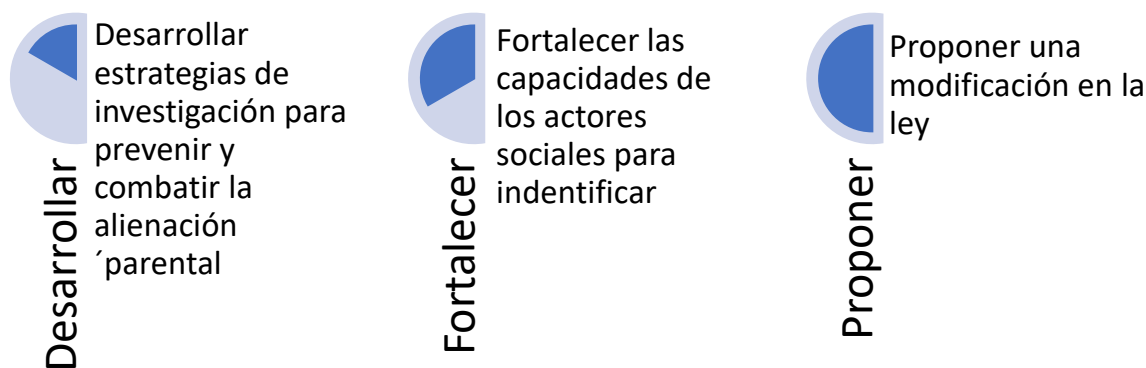 Desarrollar
Desarrollar
estrategias de
investigación para
prevenir y
combatir la
alienación
´parental
Fortalecer
Fortalecer las
capacidades de
los actores
sociales para
indentificar
Proponer
Proponer una
modificación en la
ley